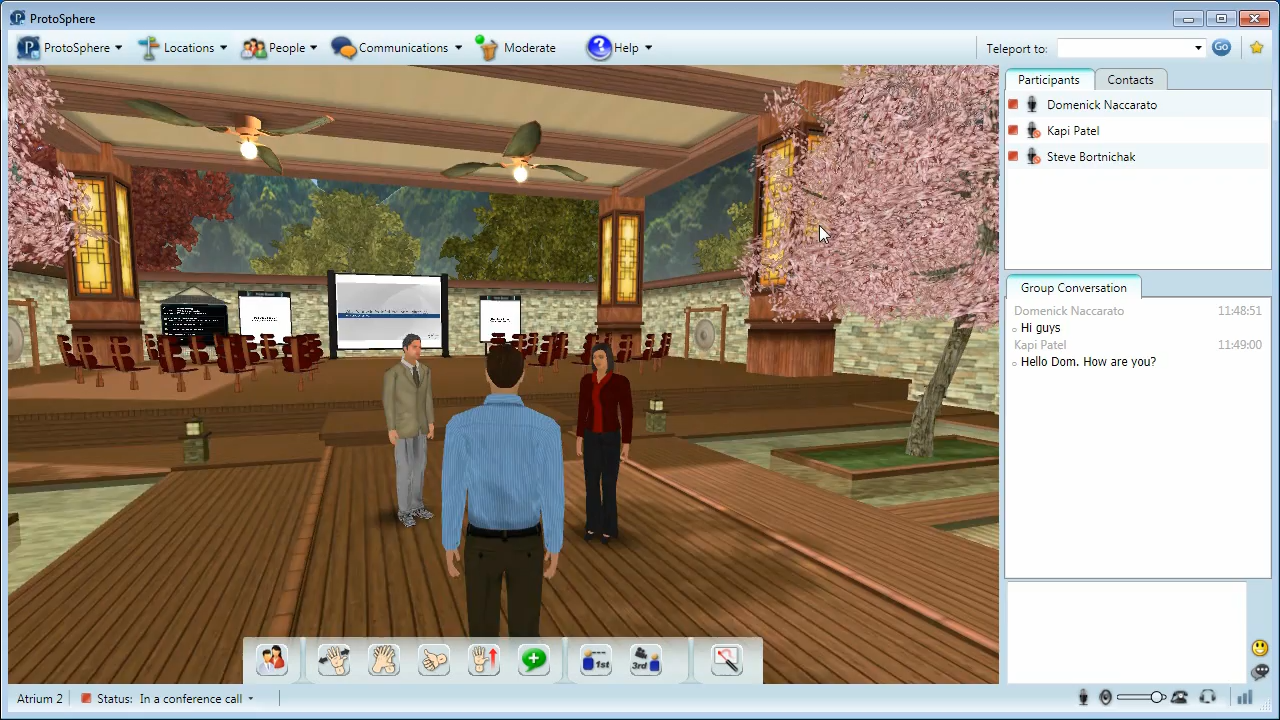 ProtoSphere
ProtoSphere
Locations
People
Communications
Moderate
Help
Teleport to:
Go
Participants
Contacts
Domenick Naccarato
Kapi Patel
Steve Bortnichak
Group Conversation
Domenick Naccarato 11:48:51
Hi guys
Kapi Patel 11:49:00
Hello Dom. How are you?
1st
3rd
Atrium 2
Status: In a conference call